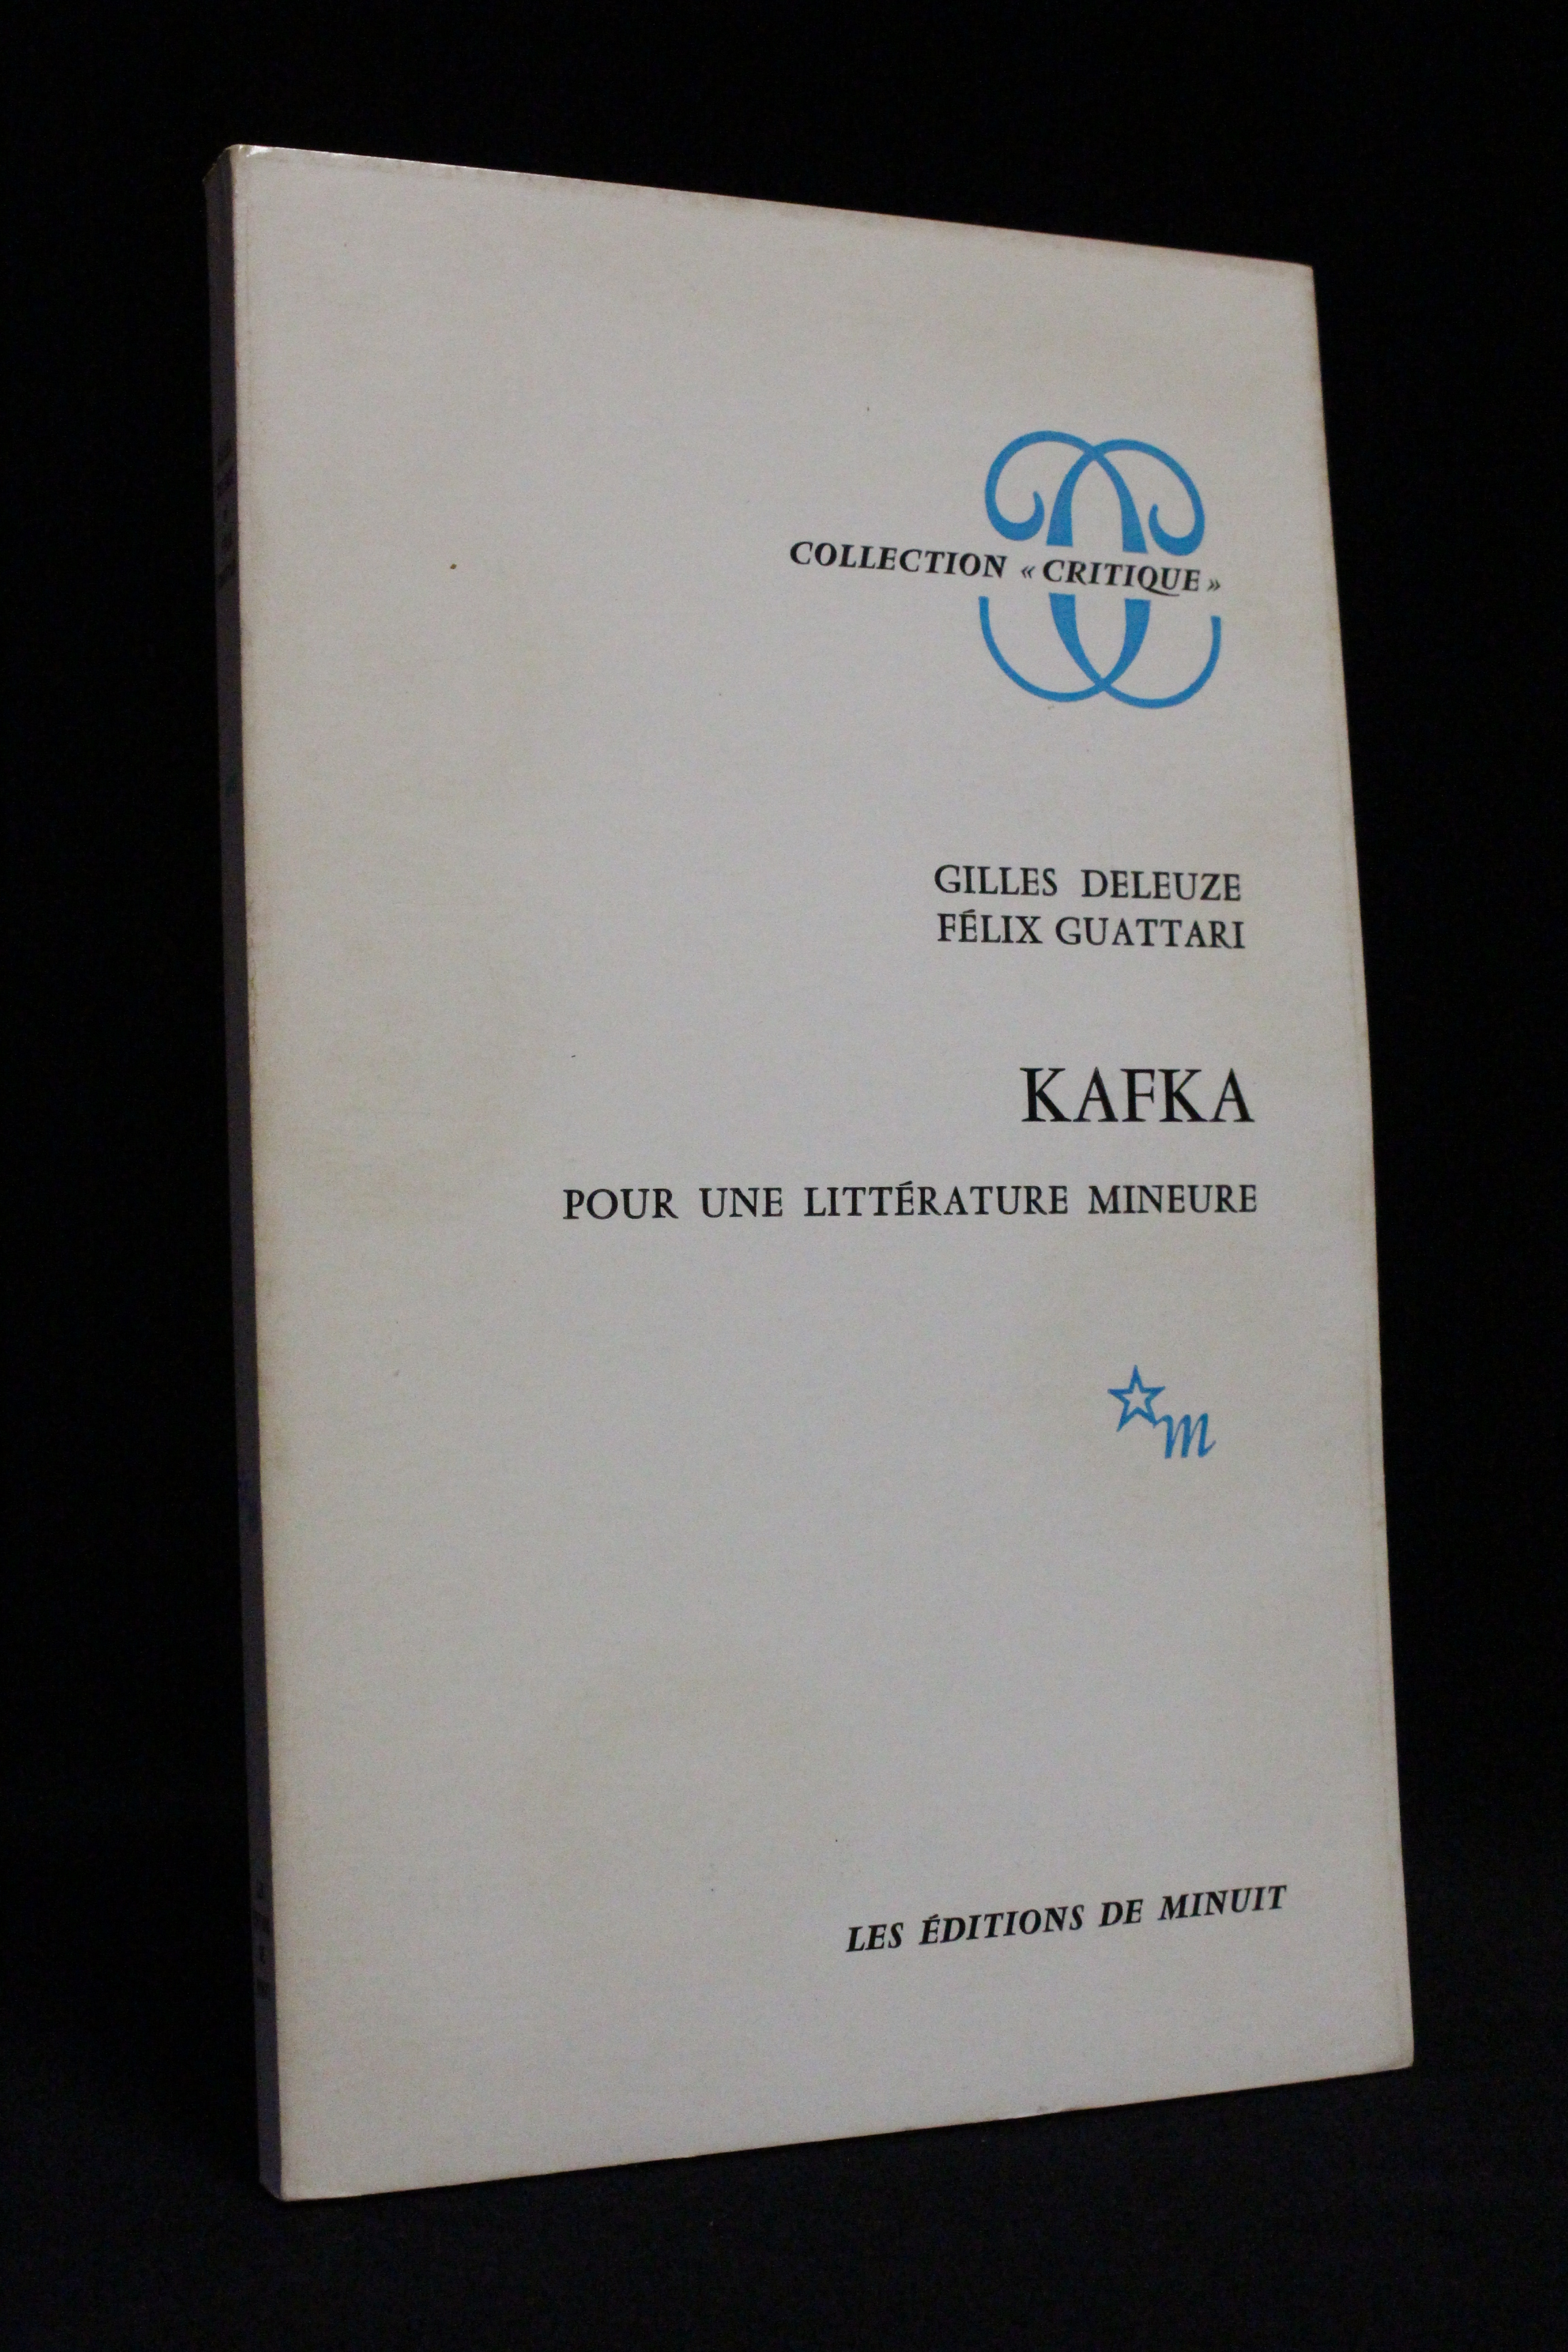 COLLECTION « CRITIQUE »
GILLES DELEUZE
FÉLIX GUATTARI
KAFKA
POUR UNE LITTÉRATURE MINEURE
m
LES ÉDITIONS DE MINUIT